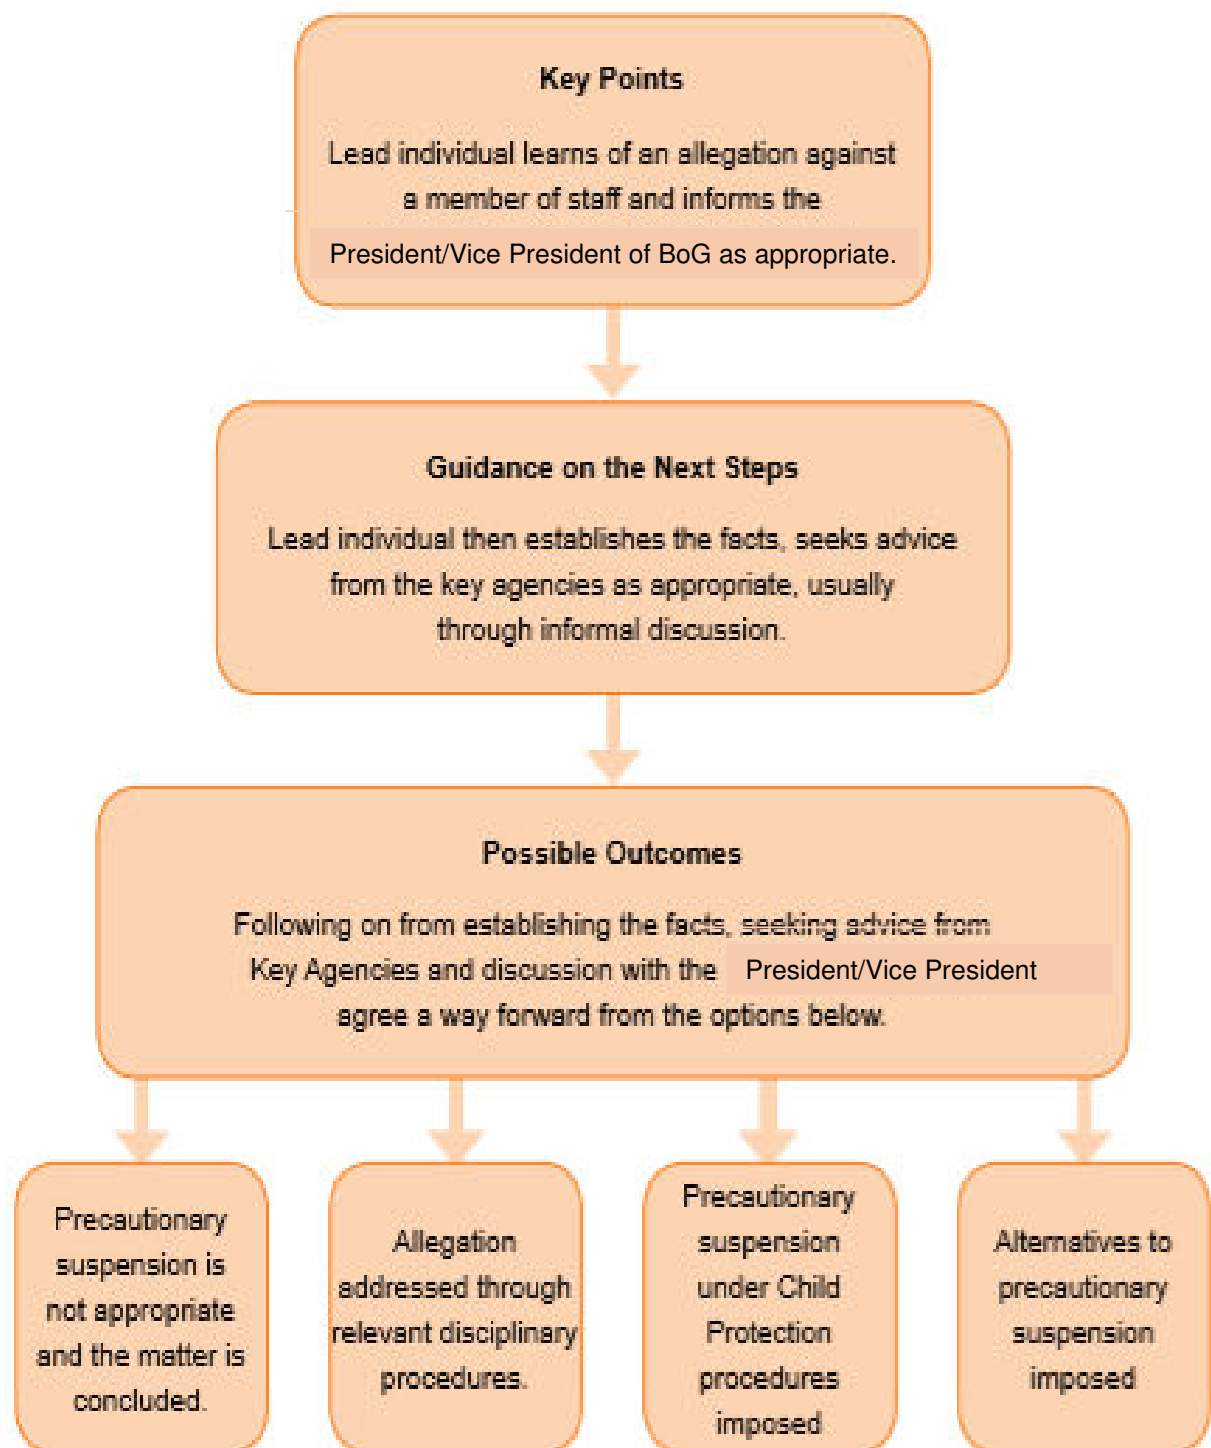 Key Points
Lead individual learns of an allegation against
a member of staff and informs the
President/Vice President of BoG as appropriate.
Guidance on the Next Steps
Lead individual then establishes the facts, seeks advice
from the key agencies as appropriate, usually
through informal discussion.
Possible Outcomes
Following on from establishing the facts, seeking advice from
Key Agencies and discussion with the President/Vice President
agree a way forward from the options below.
Precautionary
suspension is
not appropriate
and the matter is
concluded.
Allegation
addressed through
relevant disciplinary
procedures.
Precautionary
suspension
under Child
Protection
procedures
imposed
Alternatives to
precautionary
suspension
imposed